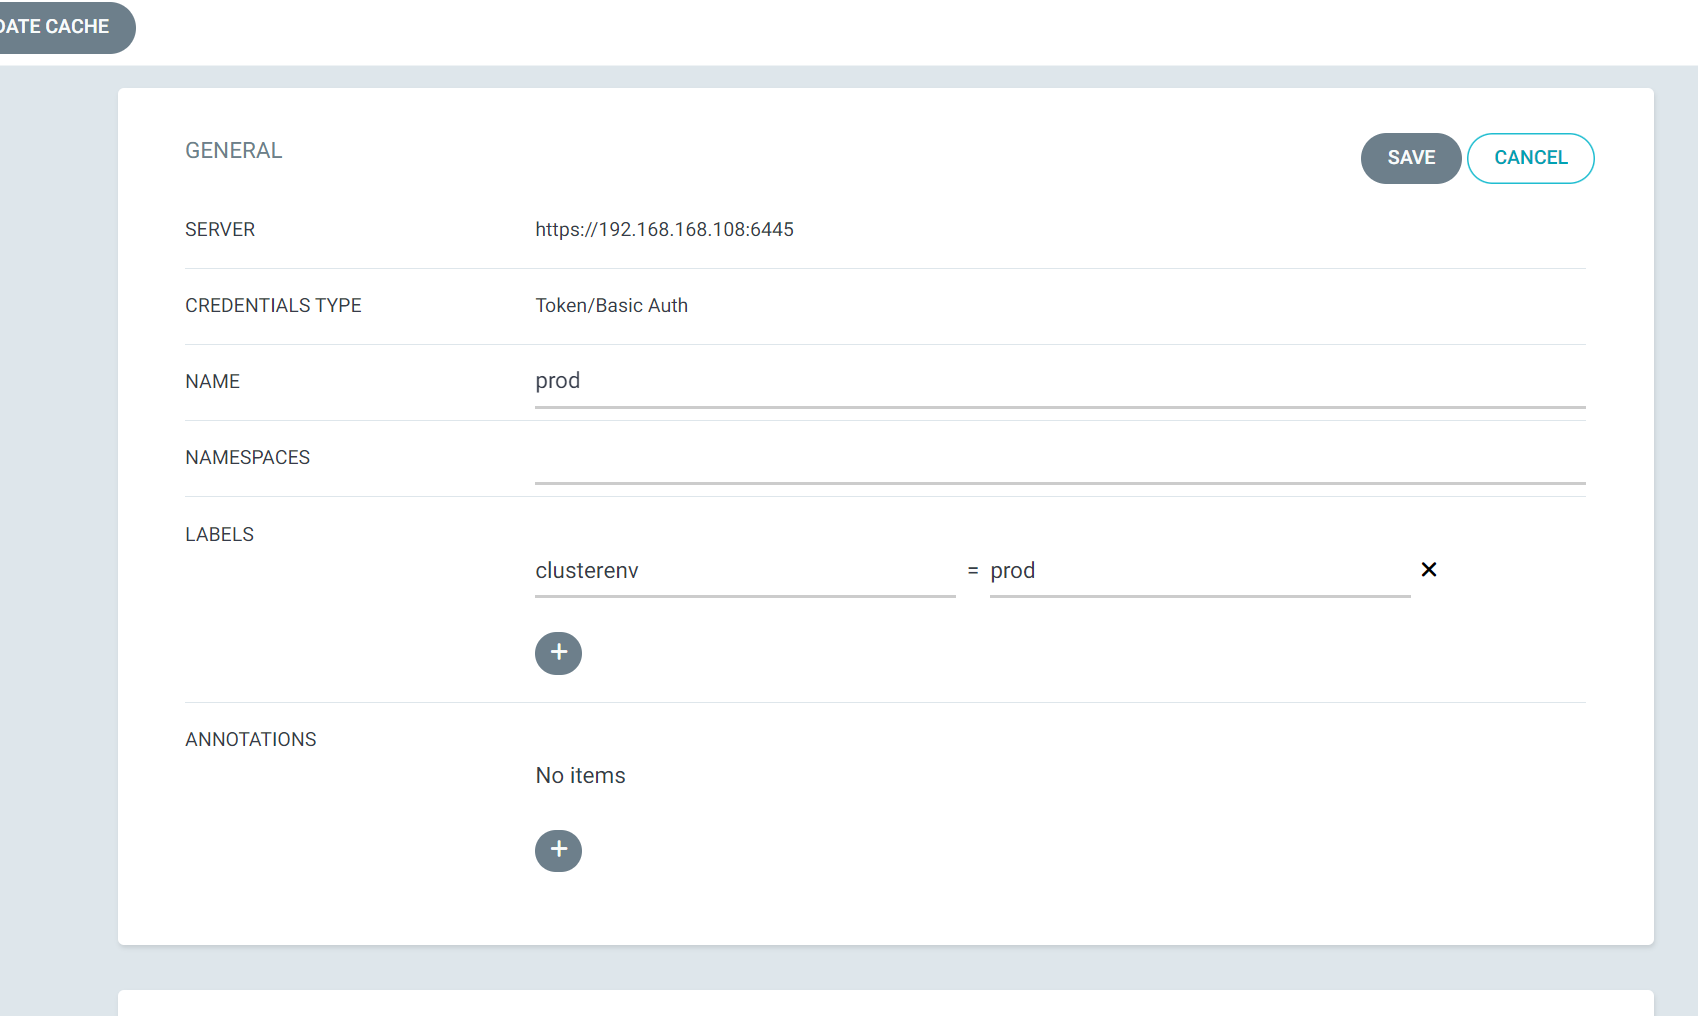 DATE CACHE
GENERAL
SAVE
CANCEL
SERVER
https://192.168.168.108:6445
CREDENTIALS TYPE
Token/Basic Auth
NAME
prod
NAMESPACES
LABELS
clusterenv = prod
ANNOTATIONS
No items